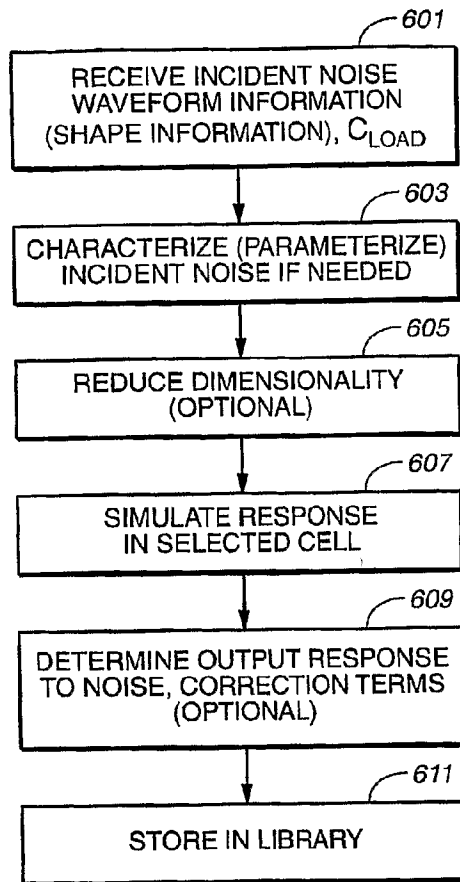 601
RECEIVE INCIDENT NOISE
WAVEFORM INFORMATION
(SHAPE INFORMATION), CLOAD
603
CHARACTERIZE (PARAMETERIZE)
INCIDENT NOISE IF NEEDED
605
REDUCE DIMENSIONALITY
(OPTIONAL)
607
SIMULATE RESPONSE
IN SELECTED CELL
609
DETERMINE OUTPUT RESPONSE
TO NOISE, CORRECTION TERMS
(OPTIONAL)
611
STORE IN LIBRARY